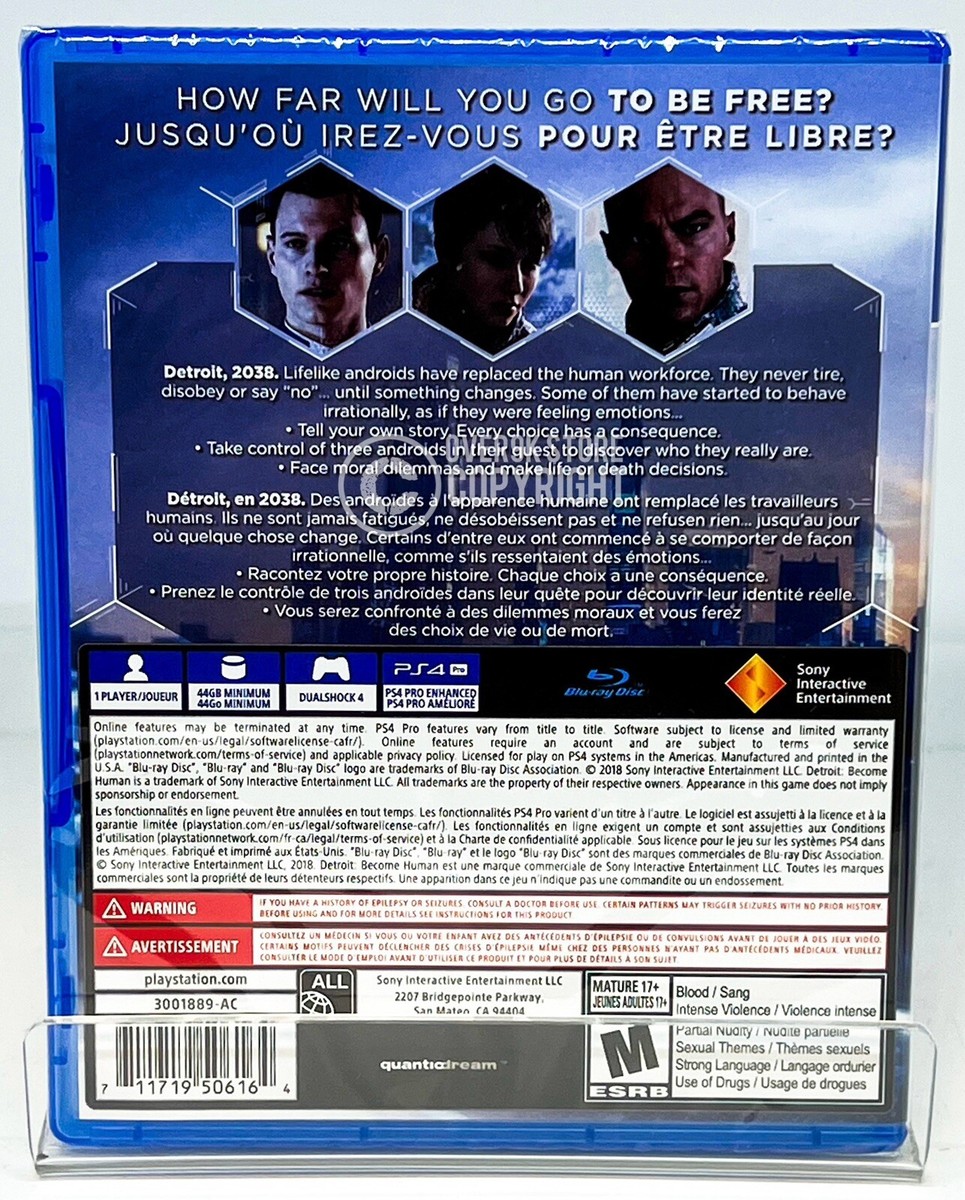 HOW FAR WILL YOU GO TO BE FREE?
JUSQU'OÙ IREZ-VOUS POUR ÊTRE LIBRE?
Detroit, 2038. Lifelike androids have replaced the human workforce. They never tire,
disobey or say “no”... until something changes. Some of them have started to behave
irrationally, as if they were feeling emotions...
• Tell your own story. Every choice has a consequence.
• Take control of three androids in their quest to discover who they really are.
• Face moral dilemmas and make life or death decisions.
C OVEROK STORE
COPYRIGHT
Détroit, en 2038. Des androïdes à l'apparence humaine ont remplacé les travailleurs
humains. Ils ne sont jamais fatigués, ne désobéissent pas et ne refusen rien... jusqu'au jour
où quelque chose change. Certains d'entre eux ont commencé à se comporter de façon
irrationnelle, comme s'ils ressentaient des émotions...
• Racontez votre propre histoire. Chaque choix a une conséquence.
• Prenez le contrôle de trois androïdes dans leur quête pour découvrir leur identité réelle.
• Vous serez confronté à des dilemmes moraux et vous ferez
des choix de vie ou de mort.
1 PLAYER/JOUEUR
44GB MINIMUM
44Go MINIMUM
DUALSHOCK 4
PS4 Pro
PS4 PRO ENHANCED
PS4 PRO AMÉLIORÉ
Blu-ray Disc
Sony
Interactive
Entertainment
Online features may be terminated at any time. PS4 Pro features vary from title to title. Software subject to license and limited warranty
(playstation.com/en-us/legal/softwarelicense-cafr/). Online features require an account and are subject to terms of service
(playstationnetwork.com/terms-of-service) and applicable privacy policy. Licensed for play on PS4 systems in the Americas. Manufactured and printed in the
U.S.A. "Blu-ray Disc", "Blu-ray" and "Blu-ray Disc" logo are trademarks of Blu-ray Disc Association. © 2018 Sony Interactive Entertainment LLC. Detroit: Become
Human is a trademark of Sony Interactive Entertainment LLC. All trademarks are the property of their respective owners. Appearance in this game does not imply
sponsorship or endorsement.
Les fonctionnalités en ligne peuvent être annulées en tout temps. Les fonctionnalités PS4 Pro varient d'un titre à l'autre. Le logiciel est assujetti à la licence et à la
garantie limitée (playstation.com/en-us/legal/softwarelicense-cafr/). Les fonctionnalités en ligne exigent un compte et sont assujetties aux Conditions
d'utilisation (playstationnetwork.com/fr-ca/legal/terms-of-service) et à la Charte de confidentialité applicable. Sous licence pour le jeu sur les systèmes PS4 dans
les Amériques. Fabriqué et imprimé aux États-Unis. "Blu-ray Disc", "Blu-ray" et le logo "Blu-ray Disc" sont des marques commerciales de Blu-ray Disc Association.
© Sony Interactive Entertainment LLC, 2018. Detroit: Become Human est une marque commerciale de Sony Interactive Entertainment LLC. Toutes les marques
commerciales sont la propriété de leurs détenteurs respectifs. Une apparition dans ce jeu n'indique pas une commandite ou un endossement.
WARNING
IF YOU HAVE A HISTORY OF EPILEPSY OR SEIZURES, CONSULT A DOCTOR BEFORE USE. CERTAIN PATTERNS MAY TRIGGER SEIZURES WITH NO PRIOR HISTORY.
BEFORE USING AND FOR MORE DETAILS SEE INSTRUCTIONS FOR THIS PRODUCT.
AVERTISSEMENT
CONSULTEZ UN MÉDECIN SI VOUS OU VOTRE ENFANT AVEZ DES ANTÉCÉDENTS D'ÉPILEPSIE OU DE CONVULSIONS AVANT DE JOUER À DES JEUX VIDÉO.
CERTAINS MOTIFS PEUVENT DÉCLENCHER DES CRISES D'ÉPILEPSIE MÊME CHEZ DES PERSONNES N'AYANT PAS D'ANTÉCÉDENTS MÉDICAUX. VEUILLEZ
CONSULTER LE MODE D'EMPLOI AVANT D'UTILISER CE PRODUIT ET POUR PLUS DE DÉTAILS À SON SUJET.
playstation.com
3001889-AC
7 11719 50616 4
ALL
Sony Interactive Entertainment LLC
2207 Bridgepointe Parkway,
San Mateo, CA 94404
quanticdream™
MATURE 17+
JEUNES ADULTES 17+
M
ESRB
Blood / Sang
Intense Violence / Violence intense
Partial Nudity / Nudité partielle
Sexual Themes / Thèmes sexuels
Strong Language / Langage ordurier
Use of Drugs / Usage de drogues